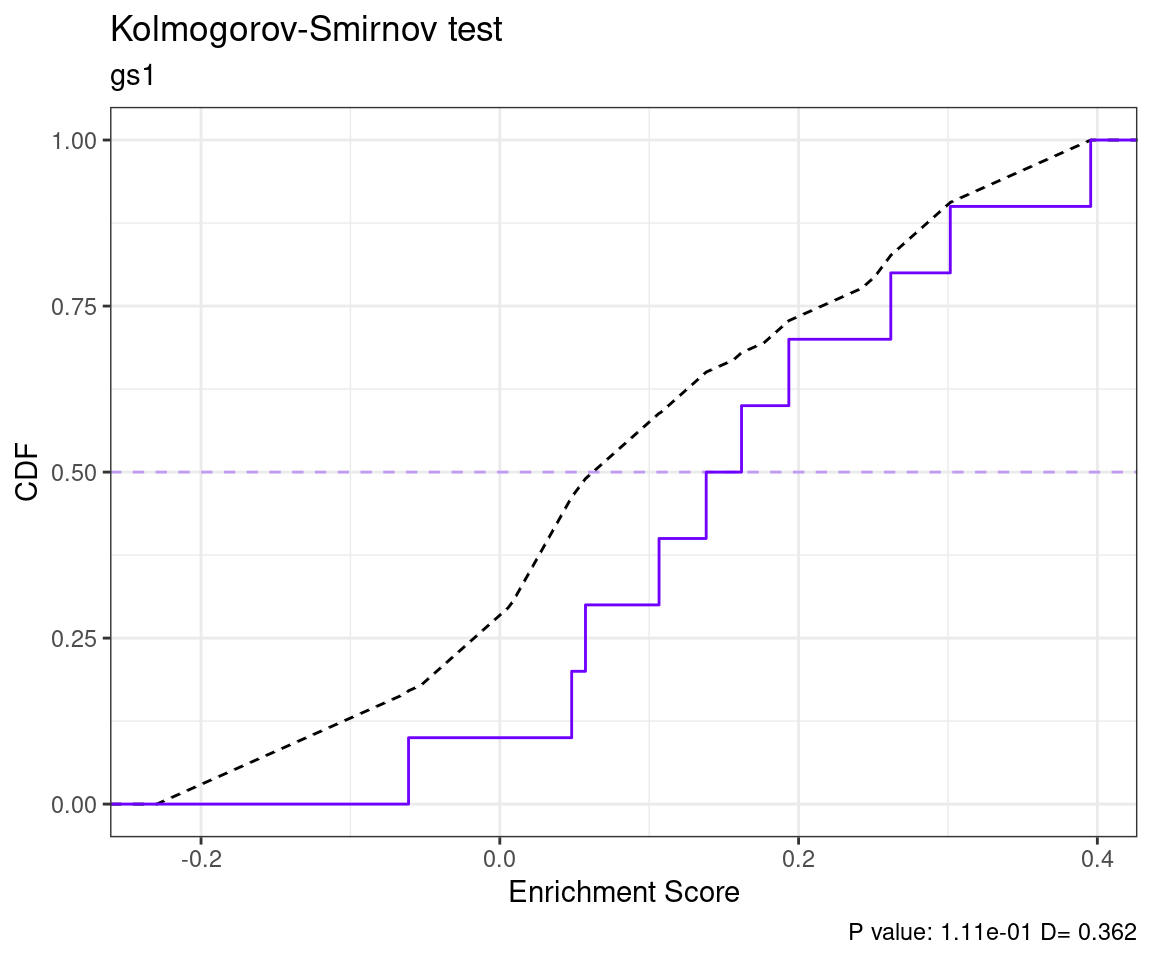 Kolmogorov-Smirnov test
gs1
CDF
1.00
0.75
0.50
0.25
0.00
-0.2 0.0 0.2 0.4
Enrichment Score
P value: 1.11e-01 D= 0.362